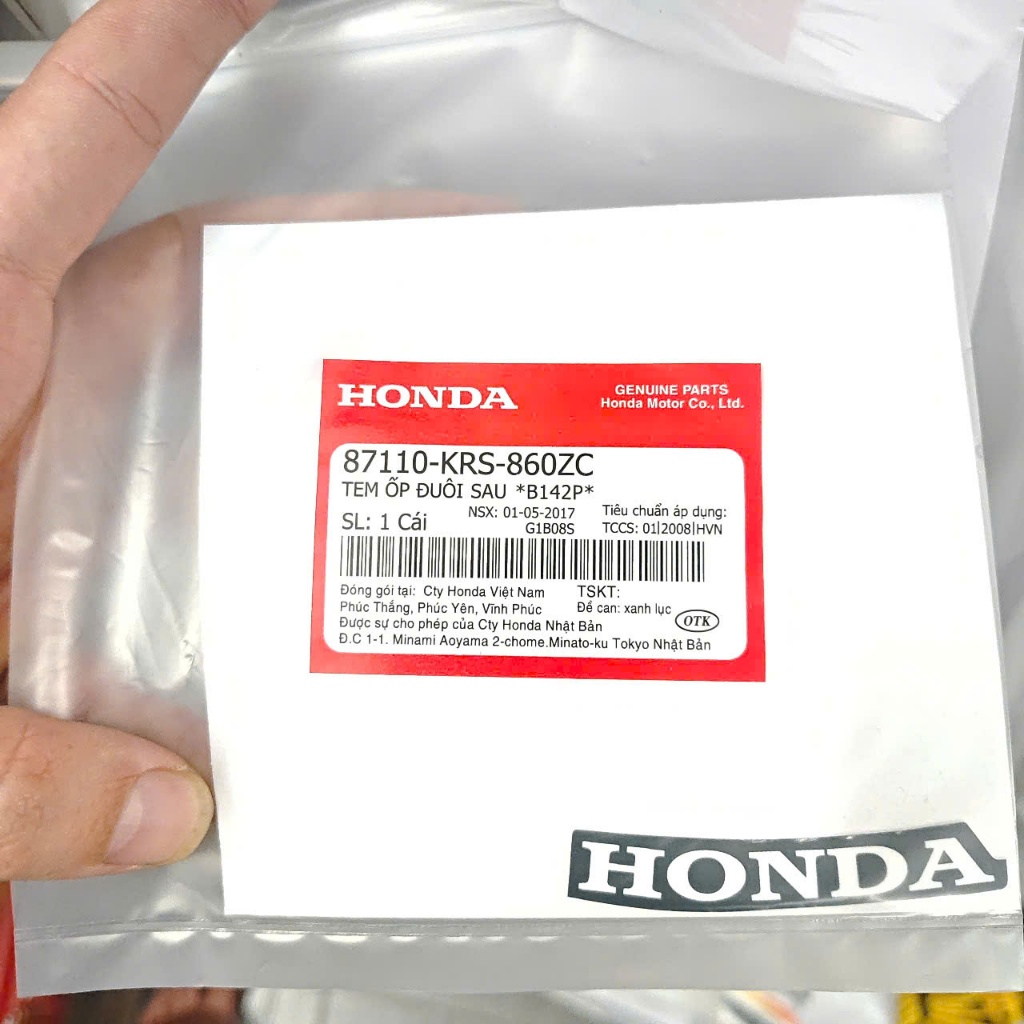 HONDA
GENUINE PARTS
Honda Motor Co., Ltd.
87110-KRS-860ZC
TEM ỐP ĐUÔI SAU *B142P*
SL: 1 Cái
NSX: 01-05-2017
G1B08S
Tiêu chuẩn áp dụng:
TCCS: 01|2008|HVN
Đóng gói tại: Cty Honda Việt Nam
Phúc Thắng, Phúc Yên, Vĩnh Phúc
TSKT:
Đế can: xanh lục
Được sự cho phép của Cty Honda Nhật Bản
Đ.C 1-1. Minami Aoyama 2-chome.Minato-ku Tokyo Nhật Bản
OTK
HONDA